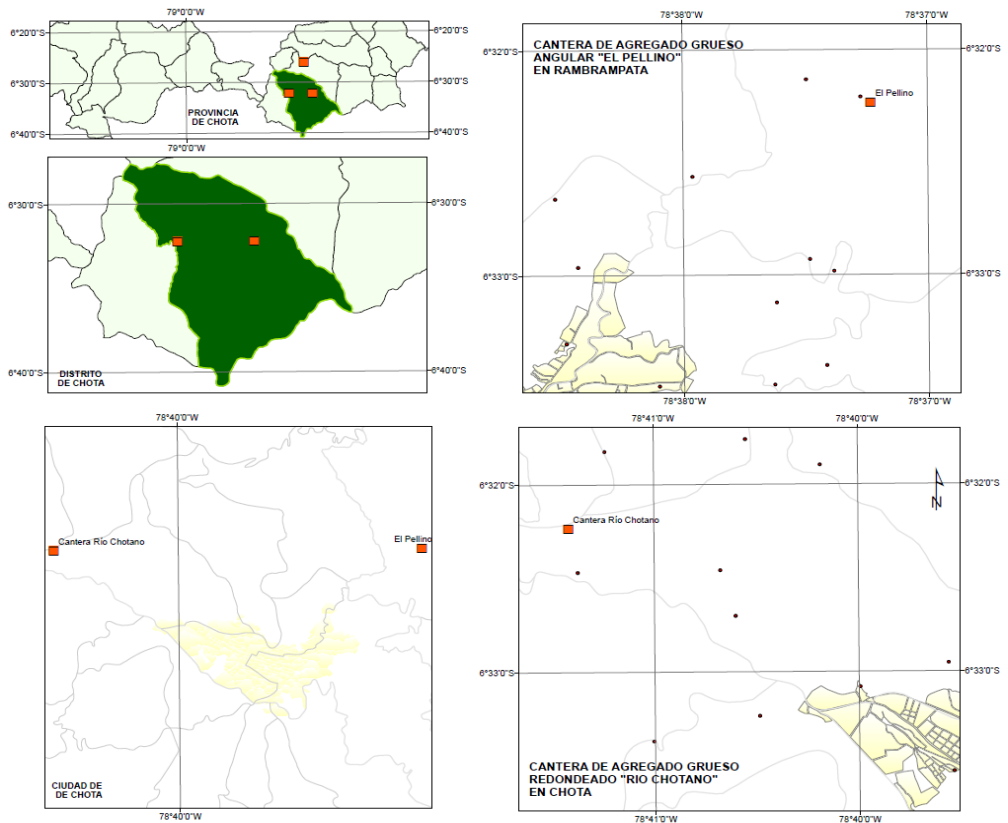 79°0'0"W
6°20'0"S
6°20'0"S
6°30'0"S
6°30'0"S
PROVINCIA
DE CHOTA
6°40'0"S
6°40'0"S
79°0'0"W
6°30'0"S
6°30'0"S
DISTRITO
DE CHOTA
6°40'0"S
6°40'0"S
78°38'0"W
78°37'0"W
6°32'0"S
6°32'0"S
CANTERA DE AGREGADO GRUESO
ANGULAR "EL PELLINO"
EN RAMBRAMPATA
El Pellino
6°33'0"S
6°33'0"S
78°38'0"W
78°37'0"W
78°40'0"W
Cantera Río Chotano
El Pellino
CIUDAD DE
DE CHOTA
78°40'0"W
78°41'0"W
78°40'0"W
6°32'0"S
6°32'0"S
N
Cantera Río Chotano
6°33'0"S
6°33'0"S
CANTERA DE AGREGADO GRUESO
REDONDEADO "RIO CHOTANO"
EN CHOTA
78°41'0"W
78°40'0"W